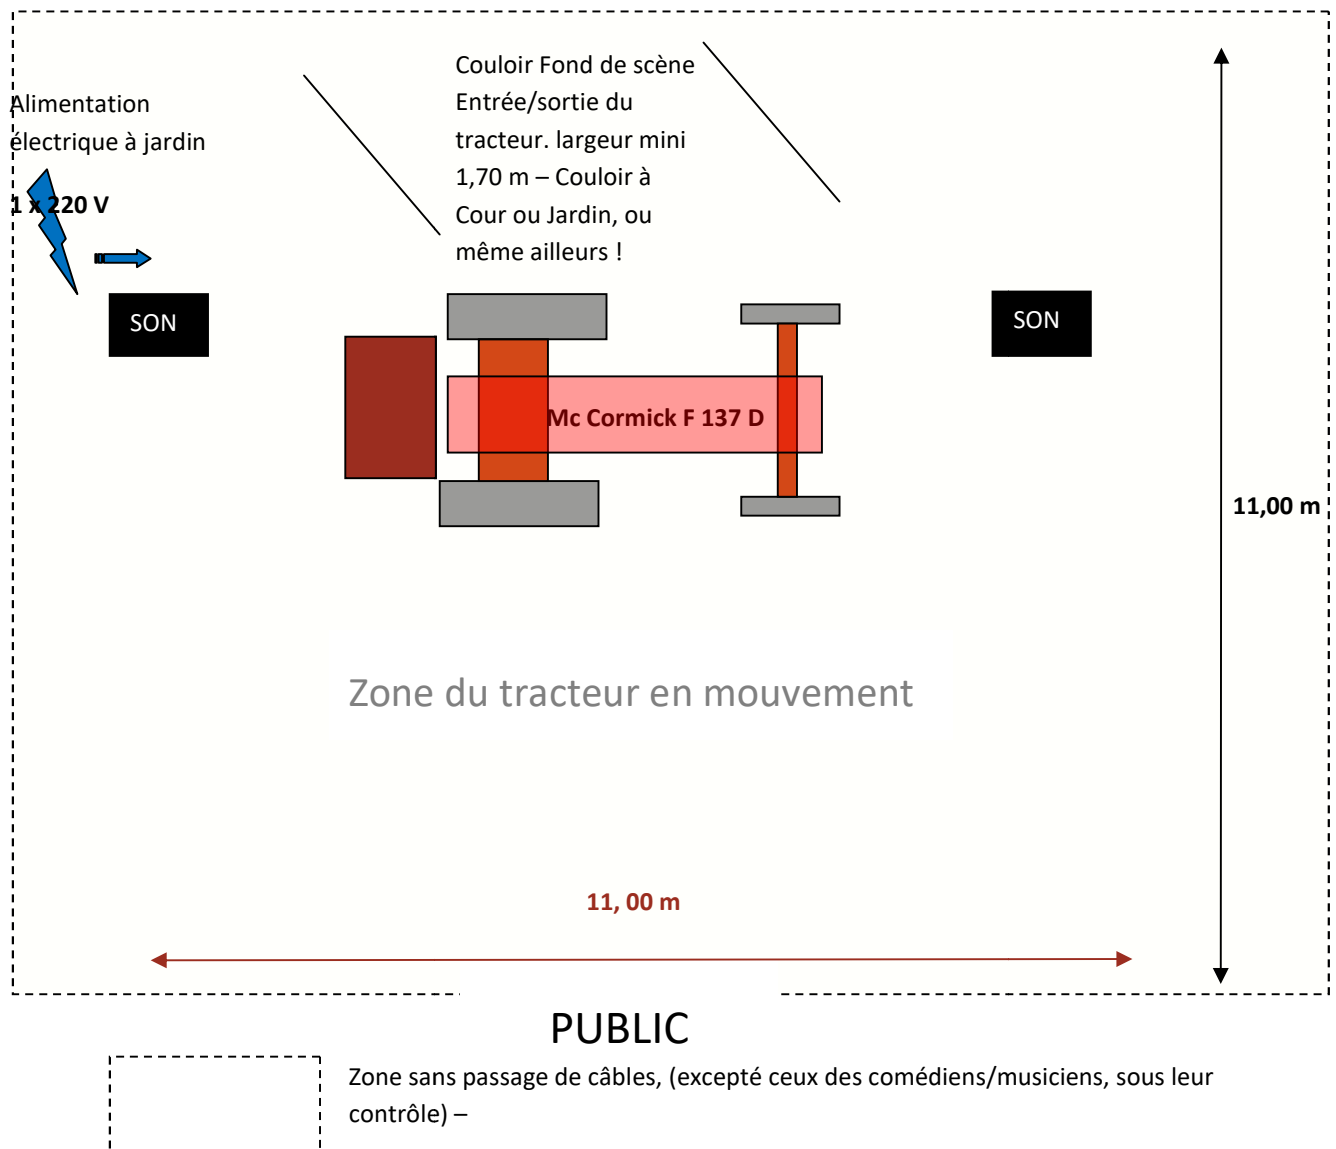 Couloir Fond de scène
Entrée/sortie du
tracteur. largeur mini
1,70 m – Couloir à
Cour ou Jardin, ou
même ailleurs !
Alimentation
électrique à jardin
1 x 220 V
SON
SON
Mc Cormick F 137 D
11,00 m
Zone du tracteur en mouvement
11, 00 m
PUBLIC
Zone sans passage de câbles, (excepté ceux des comédiens/musiciens, sous leur
contrôle) –